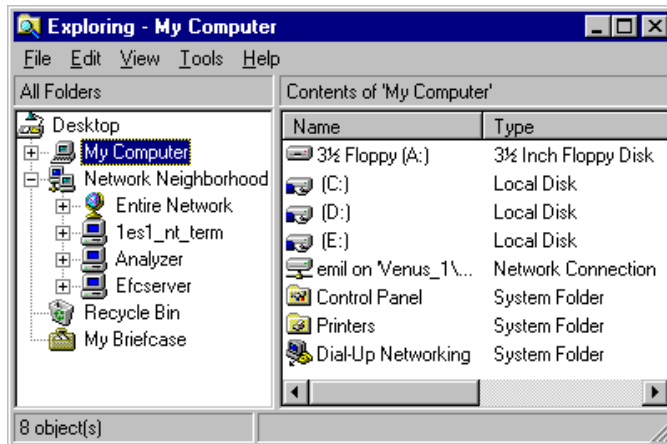 Exploring - My Computer
File Edit View Tools Help
All Folders
Contents of 'My Computer'
Desktop
My Computer
Network Neighborhood
Entire Network
1es1_nt_term
Analyzer
Efcserver
Recycle Bin
My Briefcase
Name Type
3½ Floppy (A:) 3½ Inch Floppy Disk
(C:) Local Disk
(D:) Local Disk
(E:) Local Disk
emil on 'Venus_1\... Network Connection
Control Panel System Folder
Printers System Folder
Dial-Up Networking System Folder
8 object(s)